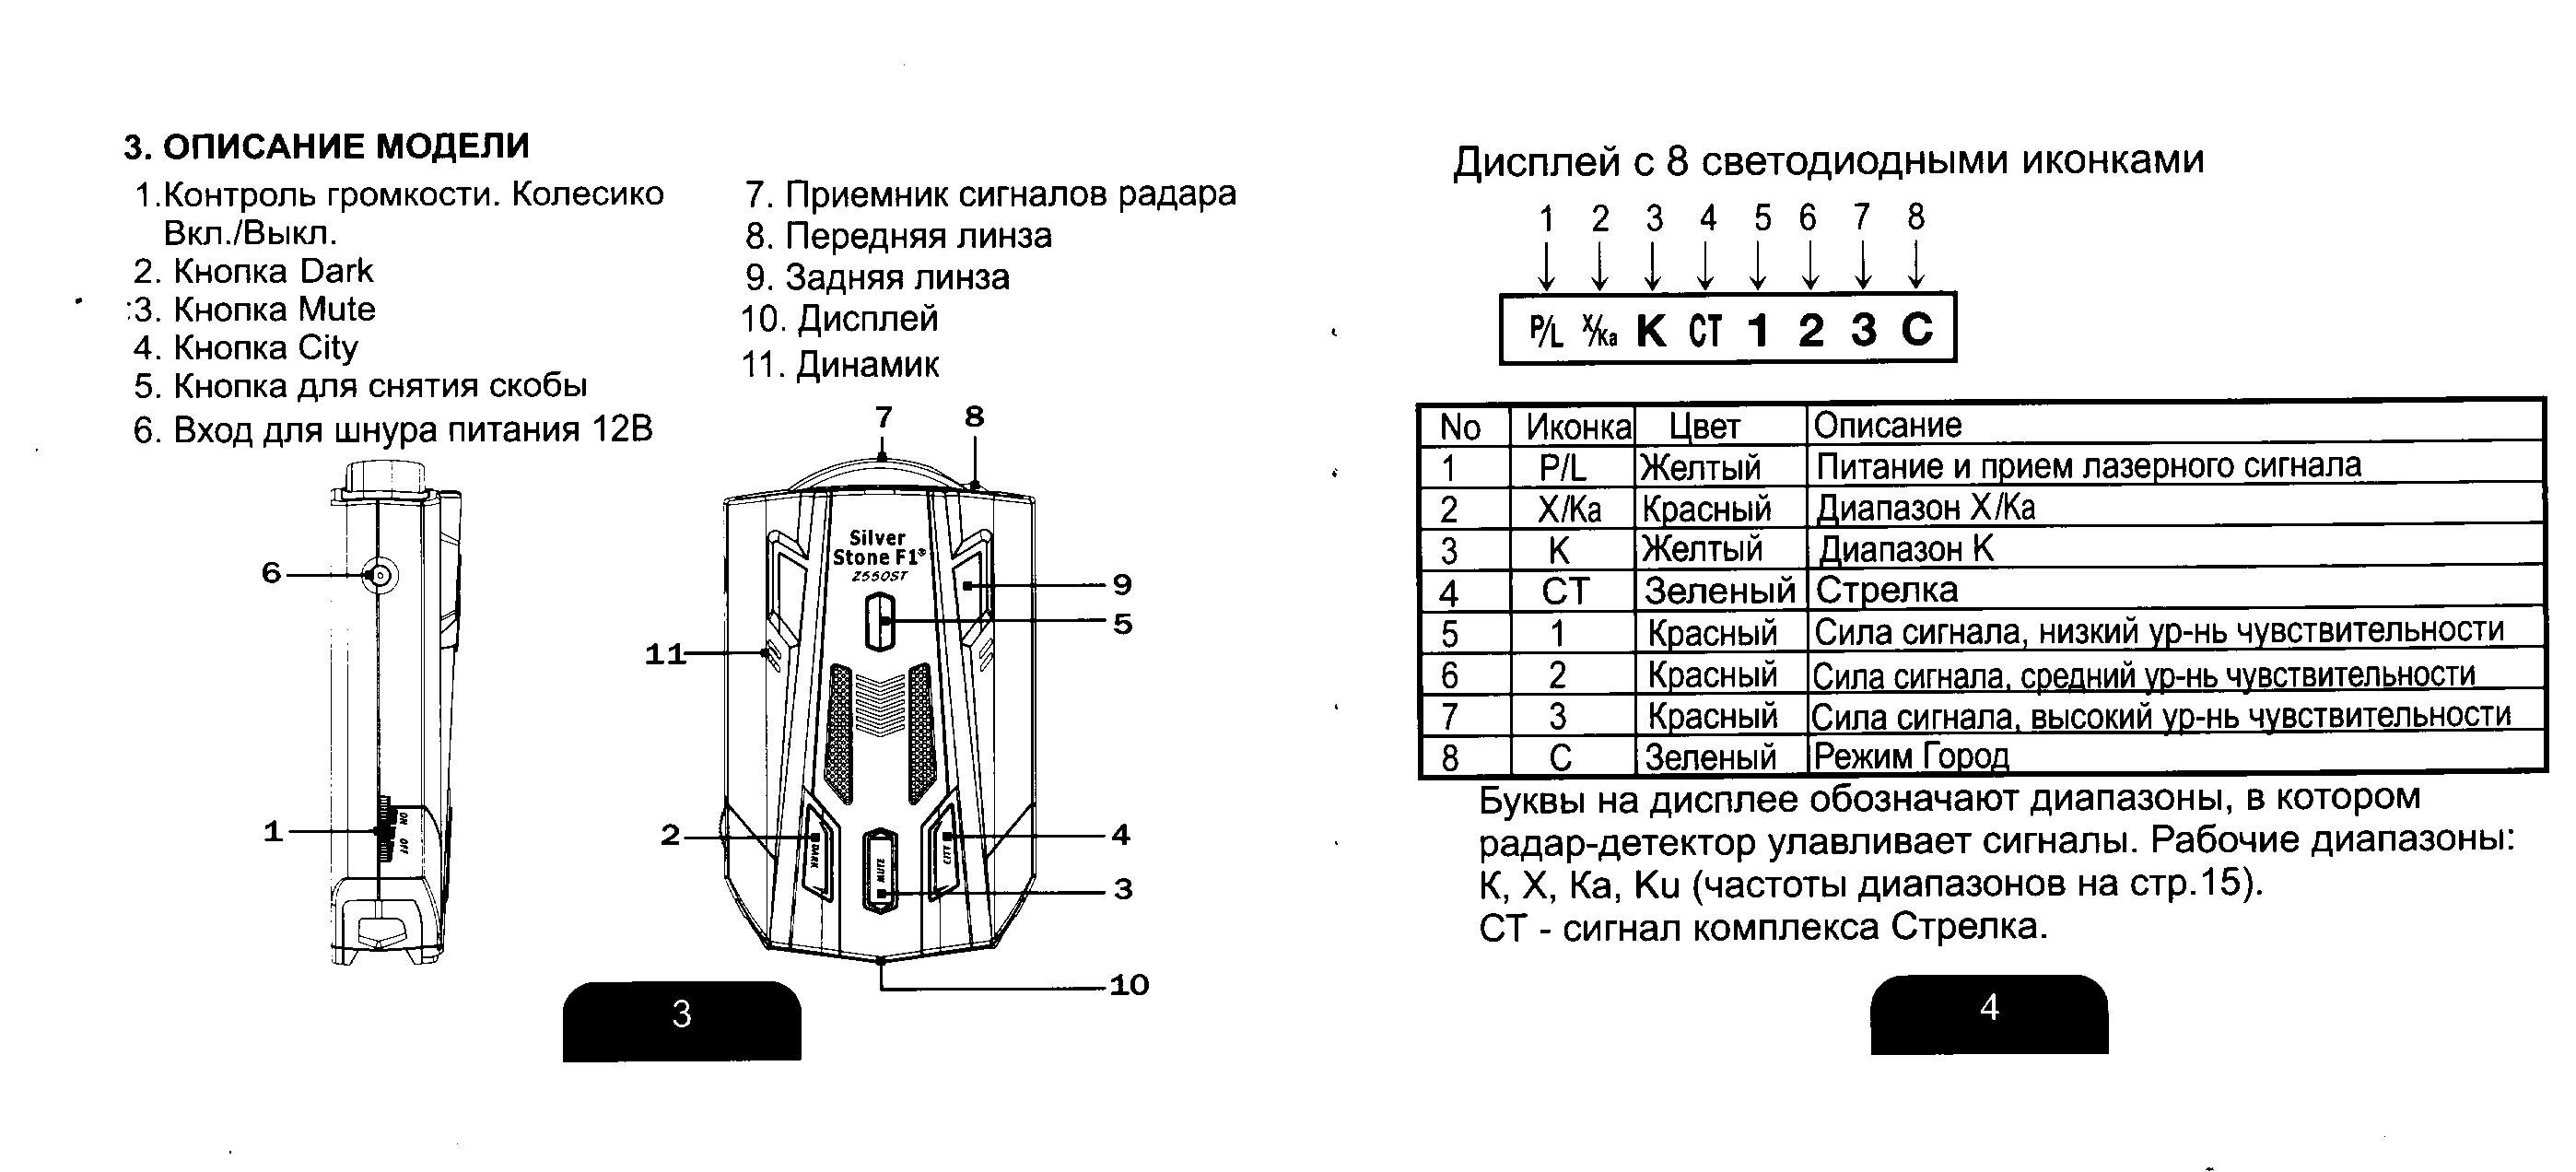 3. ОПИСАНИЕ МОДЕЛИ
1.Контроль громкости. Колесико
Вкл./Выкл.
2. Кнопка Dark
3. Кнопка Mute
4. Кнопка City
5. Кнопка для снятия скобы
6. Вход для шнура питания 12В
7. Приемник сигналов радара
8. Передняя линза
9. Задняя линза
10. Дисплей
11. Динамик
7 8
6
1
ON OFF
Silver
Stone F1®
Z550ST
9
5
11
2
DARK
MUTE
CITY
4
3
10
3
Дисплей с 8 светодиодными иконками
1 2 3 4 5 6 7 8
P/L X/Ka K CT 1 2 3 C
No Иконка Цвет Описание
1 P/L Желтый Питание и прием лазерного сигнала
2 X/Ka Красный Диапазон X/Ka
3 K Желтый Диапазон K
4 CT Зеленый Стрелка
5 1 Красный Сила сигнала, низкий ур-нь чувствительности
6 2 Красный Сила сигнала, средний ур-нь чувствительности
7 3 Красный Сила сигнала, высокий ур-нь чувствительности
8 C Зеленый Режим Город
Буквы на дисплее обозначают диапазоны, в котором
радар-детектор улавливает сигналы. Рабочие диапазоны:
К, Х, Ка, Ku (частоты диапазонов на стр.15).
СТ - сигнал комплекса Стрелка.
4